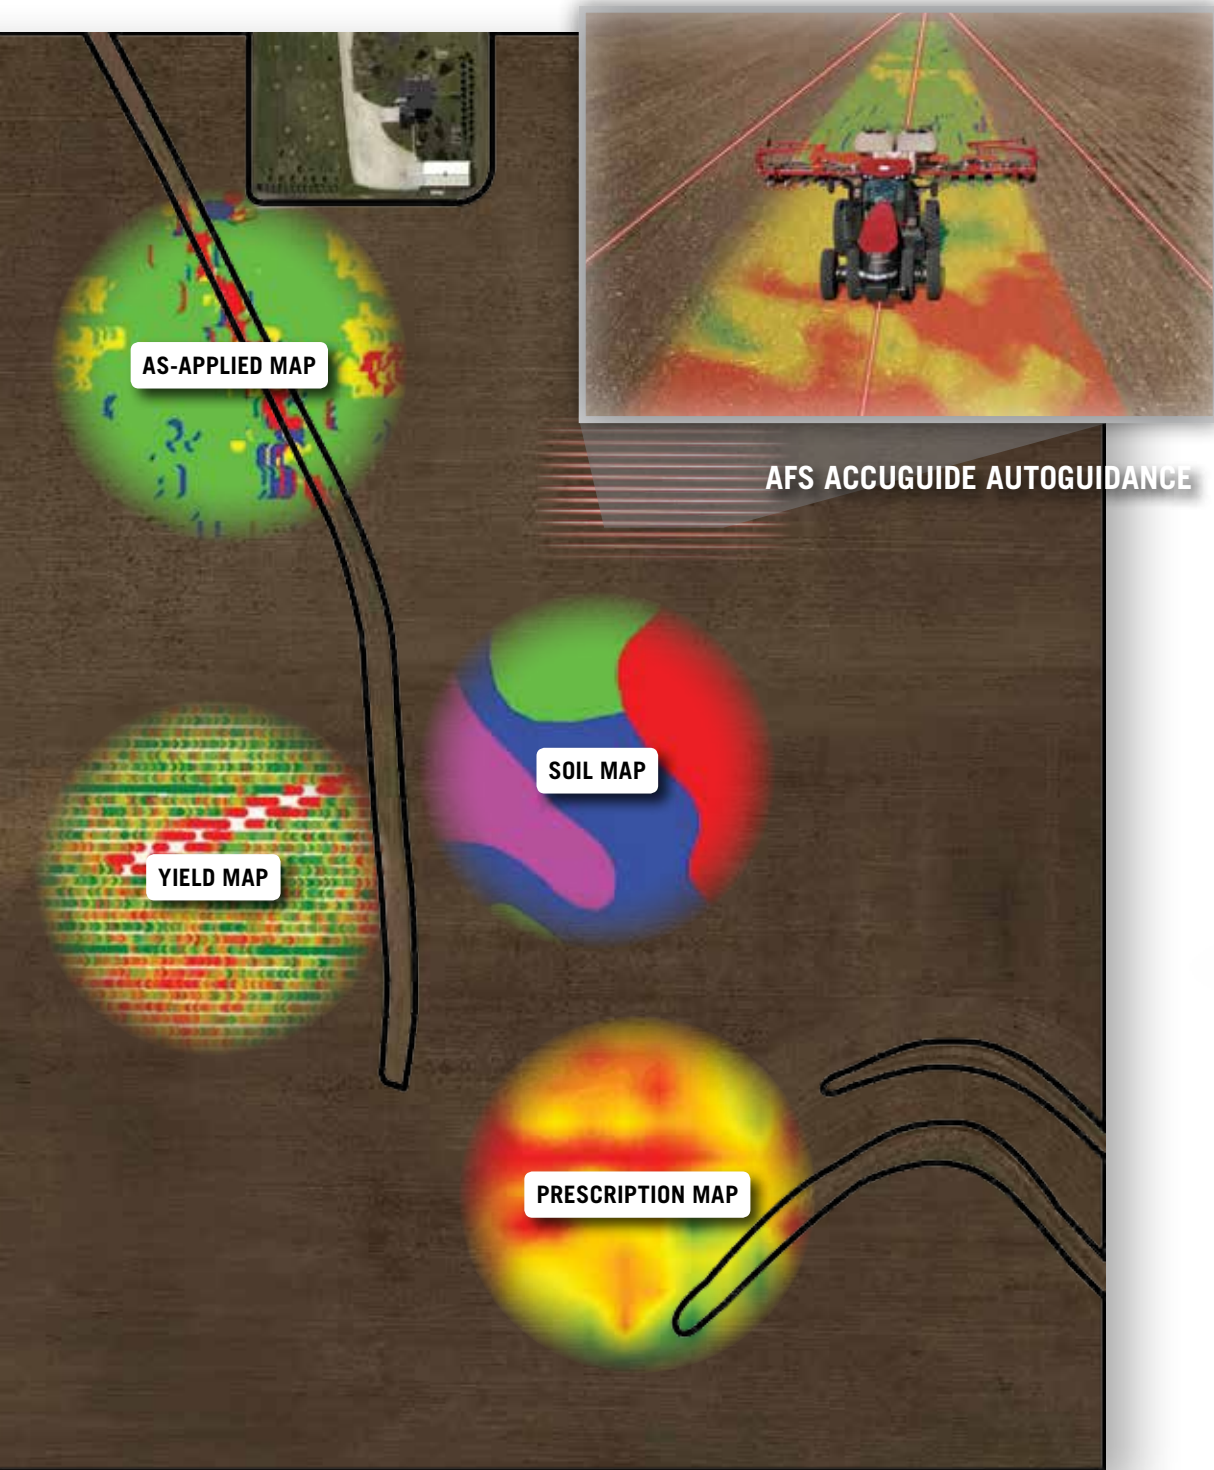 AS-APPLIED MAP
AFS ACCUGUIDE AUTOGUIDANCE
SOIL MAP
YIELD MAP
PRESCRIPTION MAP